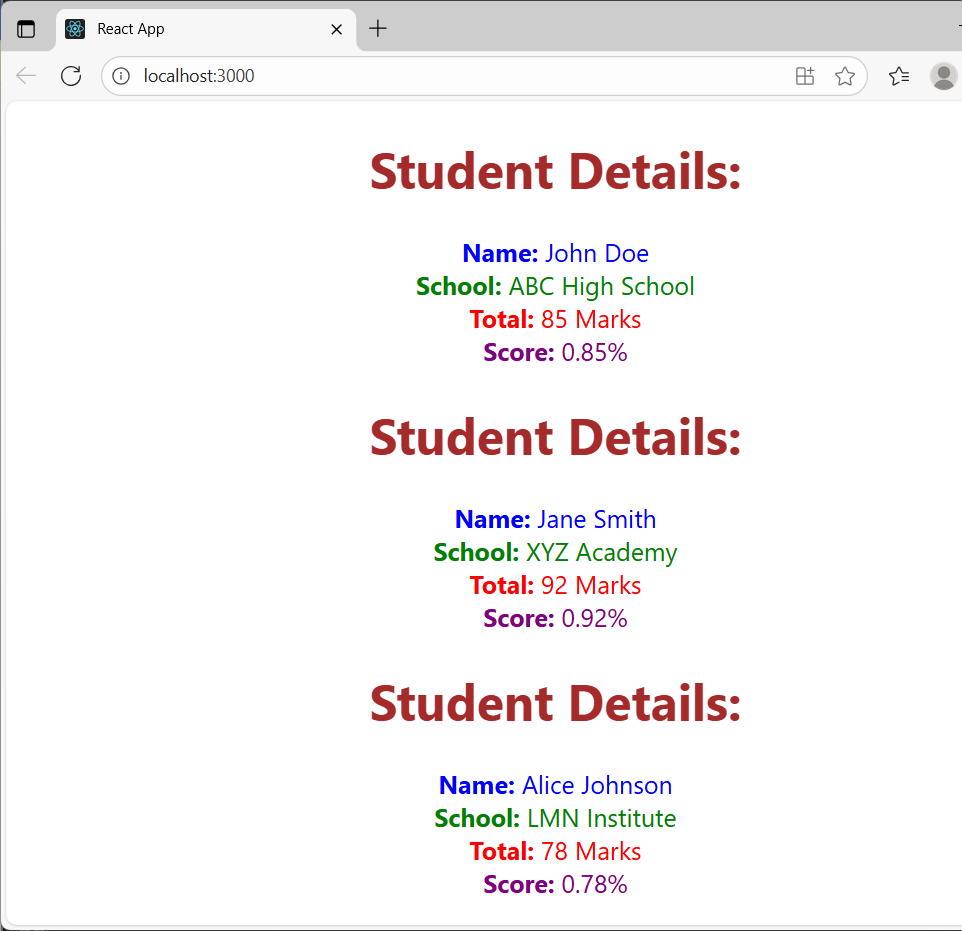 React App
localhost:3000
Student Details:
Name: John Doe
School: ABC High School
Total: 85 Marks
Score: 0.85%
Student Details:
Name: Jane Smith
School: XYZ Academy
Total: 92 Marks
Score: 0.92%
Student Details:
Name: Alice Johnson
School: LMN Institute
Total: 78 Marks
Score: 0.78%